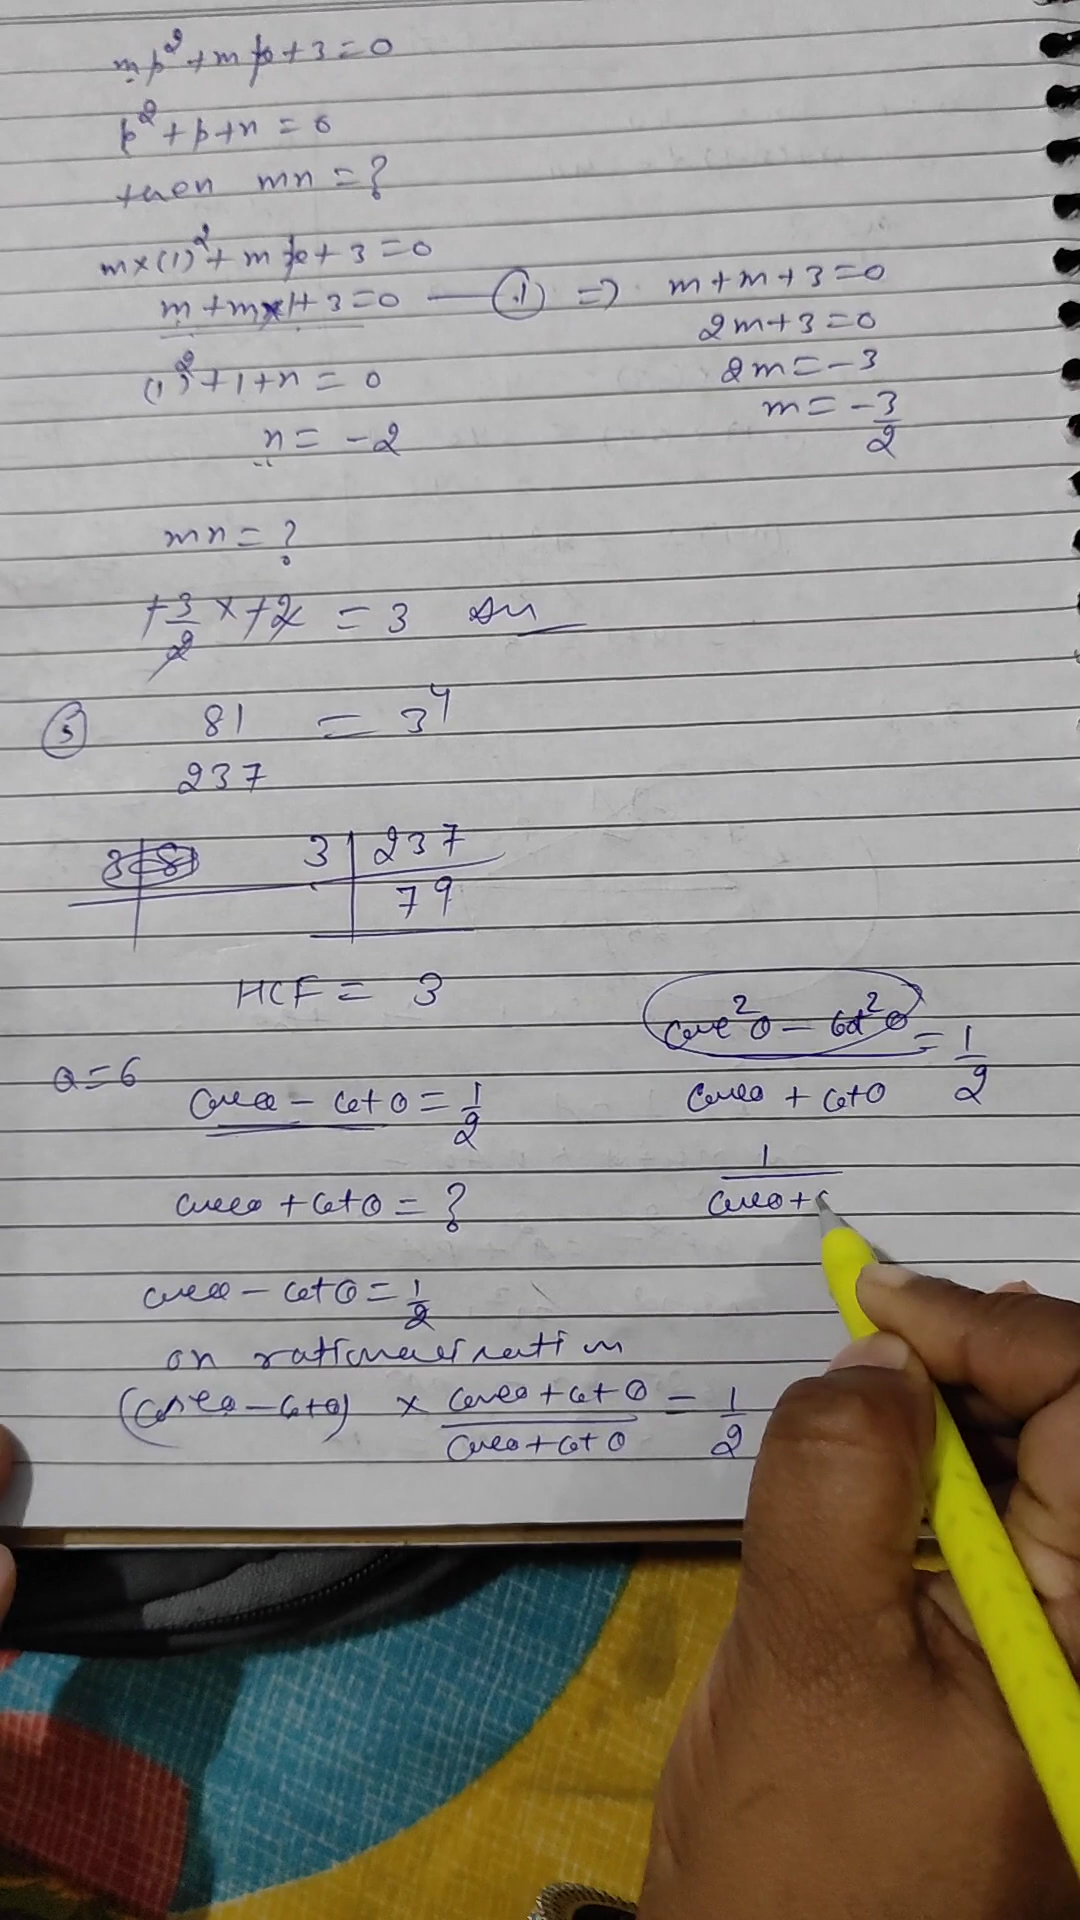 mp² + mp + 3 = 0
p² + p + n = 0
then mn = ?
m×(1)² + mp + 3 = 0
m + m×1 + 3 = 0 — (1) ⇒ m + m + 3 = 0
2m + 3 = 0
(1)² + 1 + n = 0
2m = -3
n = -2
m = -3/2
mn = ?
+3/2 × +2 = 3 Ans
(5) 81 = 3⁴
237
3 | 237
79
HCF = 3
cosec²θ - cot²θ / cosecθ + cotθ = 1/2
Q = 6
cosecθ - cotθ = 1/2
1 / cosecθ +
cosecθ + cotθ = ?
cosecθ - cotθ = 1/2
on rationalisation
(cosecθ - cotθ) × cosecθ + cotθ / cosecθ + cotθ = 1/2